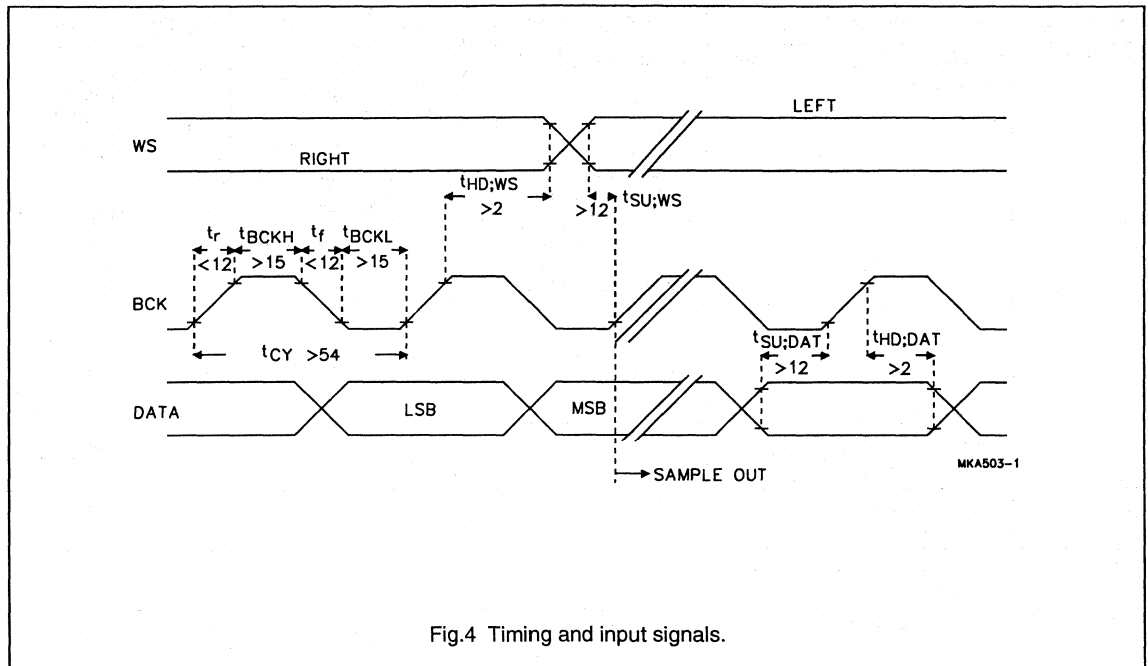 LEFT
WS
RIGHT
tHD;WS
>2
>12
tSU;WS
tr
tBCKH
tf
tBCKL
<12
>15
<12
>15
BCK
tCY >54
tSU;DAT
>12
tHD;DAT
>2
DATA
LSB
MSB
MKA503-1
SAMPLE OUT
Fig.4 Timing and input signals.